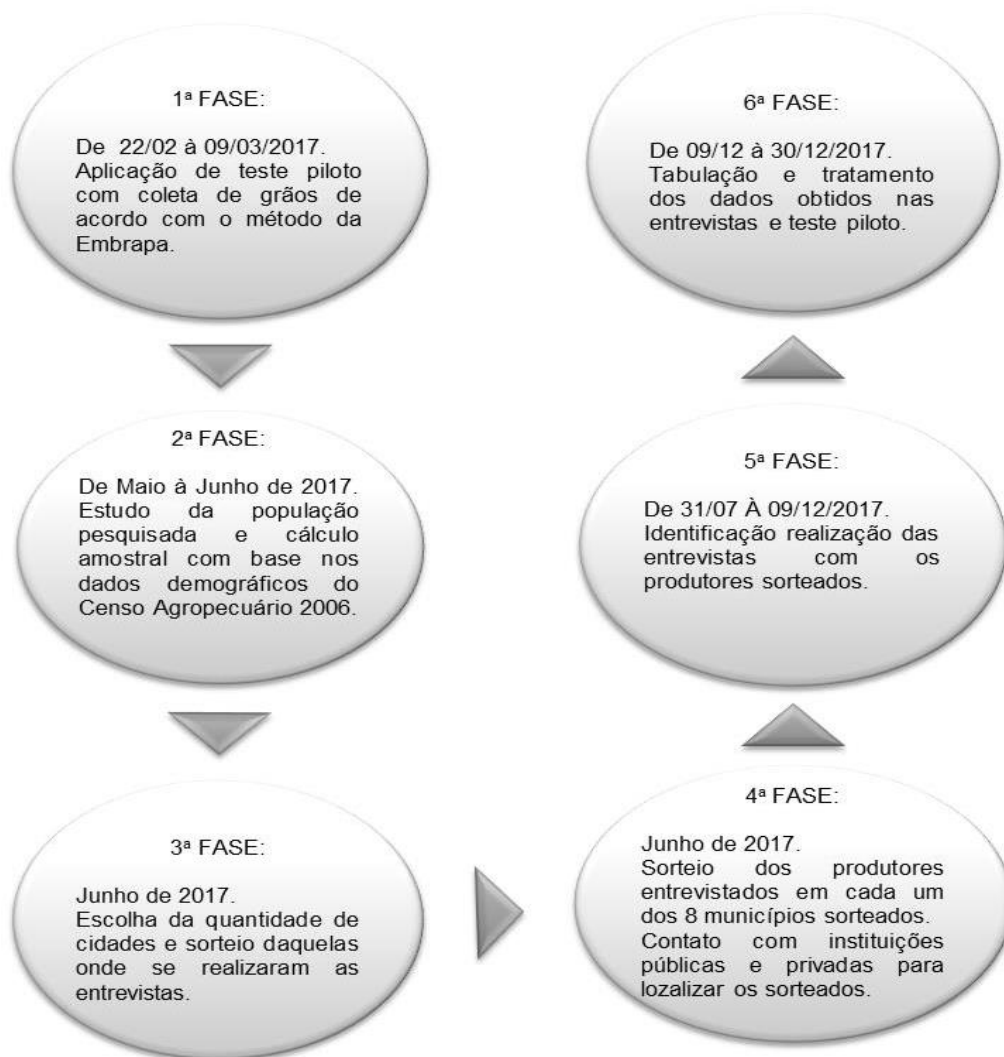 1ª FASE:
De 22/02 à 09/03/2017.
Aplicação de teste piloto
com coleta de grãos de
acordo com o método da
Embrapa.
2ª FASE:
De Maio à Junho de 2017.
Estudo da população
pesquisada e cálculo
amostral com base nos
dados demográficos do
Censo Agropecuário 2006.
3ª FASE:
Junho de 2017.
Escolha da quantidade de
cidades e sorteio daquelas
onde se realizaram as
entrevistas.
4ª FASE:
Junho de 2017.
Sorteio dos produtores
entrevistados em cada um
dos 8 municípios sorteados.
Contato com instituições
públicas e privadas para
lozalizar os sorteados.
5ª FASE:
De 31/07 À 09/12/2017.
Identificação realização das
entrevistas com os
produtores sorteados.
6ª FASE:
De 09/12 à 30/12/2017.
Tabulação e tratamento
dos dados obtidos nas
entrevistas e teste piloto.